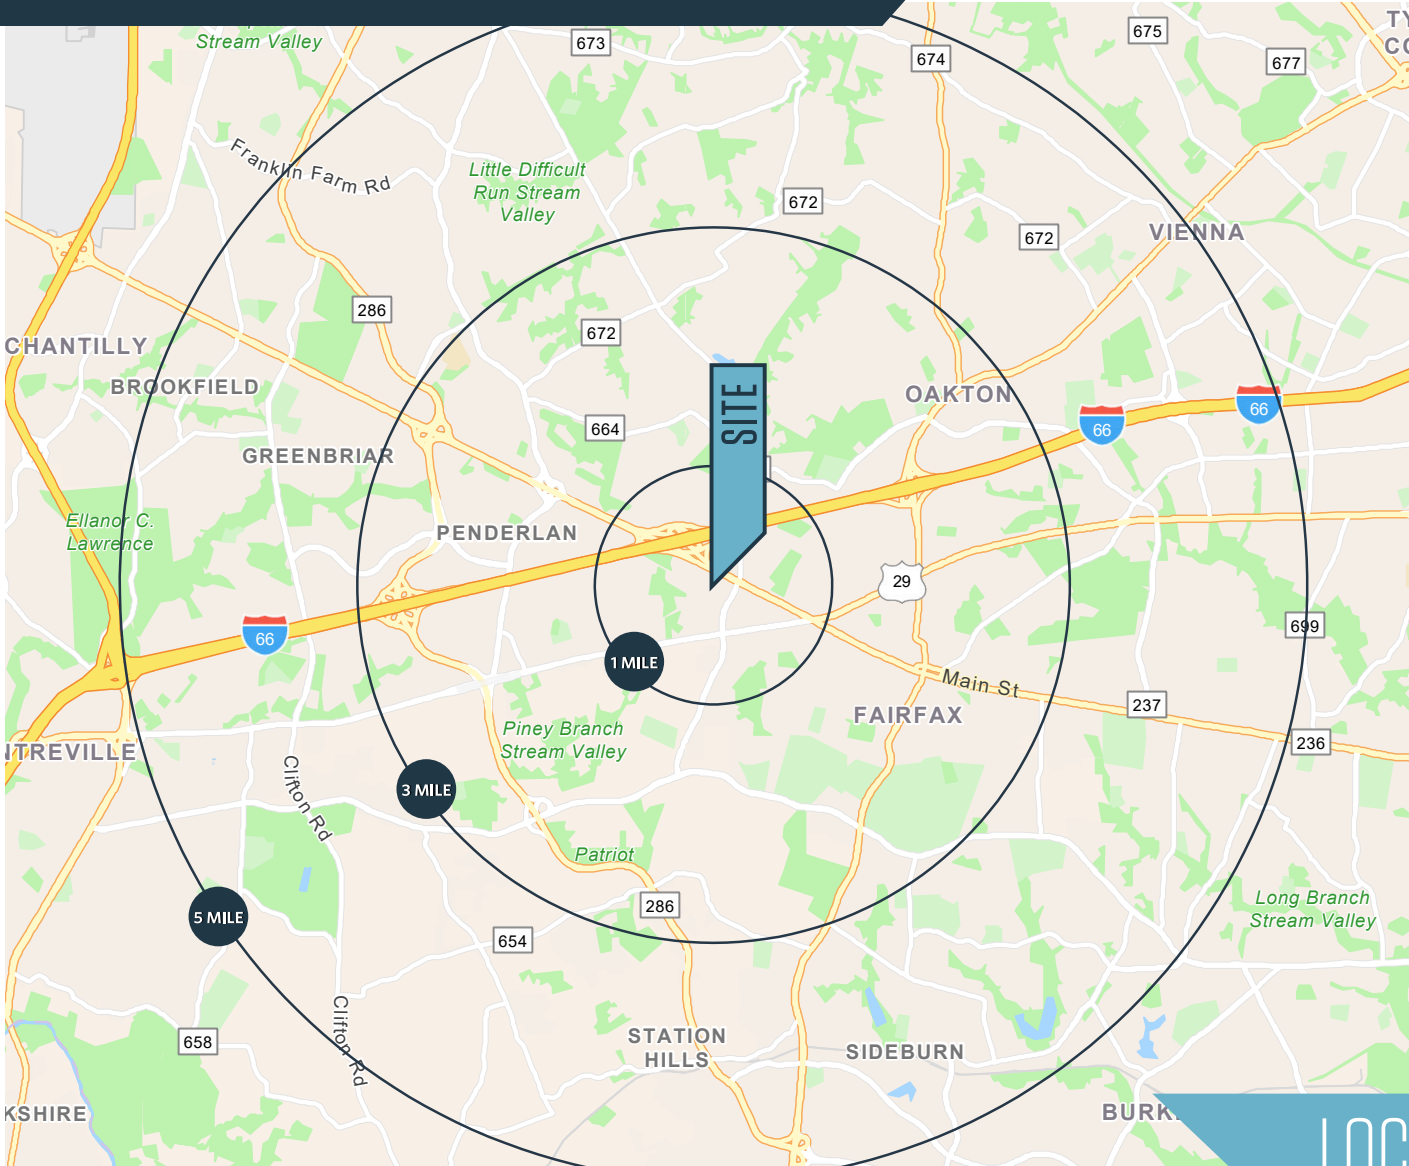 Stream Valley
673
674
675
677
Franklin Farm Rd
Little Difficult
Run Stream
Valley
672
672
VIENNA
286
672
CHANTILLY
BROOKFIELD
OAKTON
SITE
66
66
664
GREENBRIAR
Ellanor C.
Lawrence
PENDERLAN
29
66
699
1 MILE
Main St
237
FAIRFAX
236
Piney Branch
Stream Valley
NTREVILLE
Clifton Rd
3 MILE
Patriot
286
5 MILE
654
Long Branch
Stream Valley
Clifton Rd
658
STATION
HILLS
SIDEBURN
KSHIRE
BURK
LOC